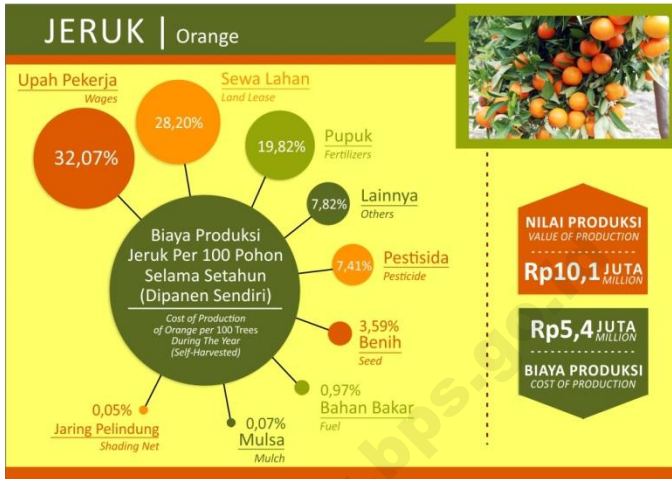 JERUK | Orange
Upah Pekerja
Wages
32,07%
Sewa Lahan
Land Lease
28,20%
Pupuk
Fertilizers
19,82%
Lainnya
Others
7,82%
Pestisida
Pesticide
7,41%
3,59%
Benih
Seed
0,97%
Bahan Bakar
Fuel
0,07%
Mulsa
Mulch
0,05%
Jaring Pelindung
Shading Net
Biaya Produksi
Jeruk Per 100 Pohon
Selama Setahun
(Dipanen Sendiri)
Cost of Production
of Orange per 100 Trees
During The Year
(Self-Harvested)
NILAI PRODUKSI
VALUE OF PRODUCTION
Rp10,1 JUTA
MILLION
Rp5,4 JUTA
MILLION
BIAYA PRODUKSI
COST OF PRODUCTION